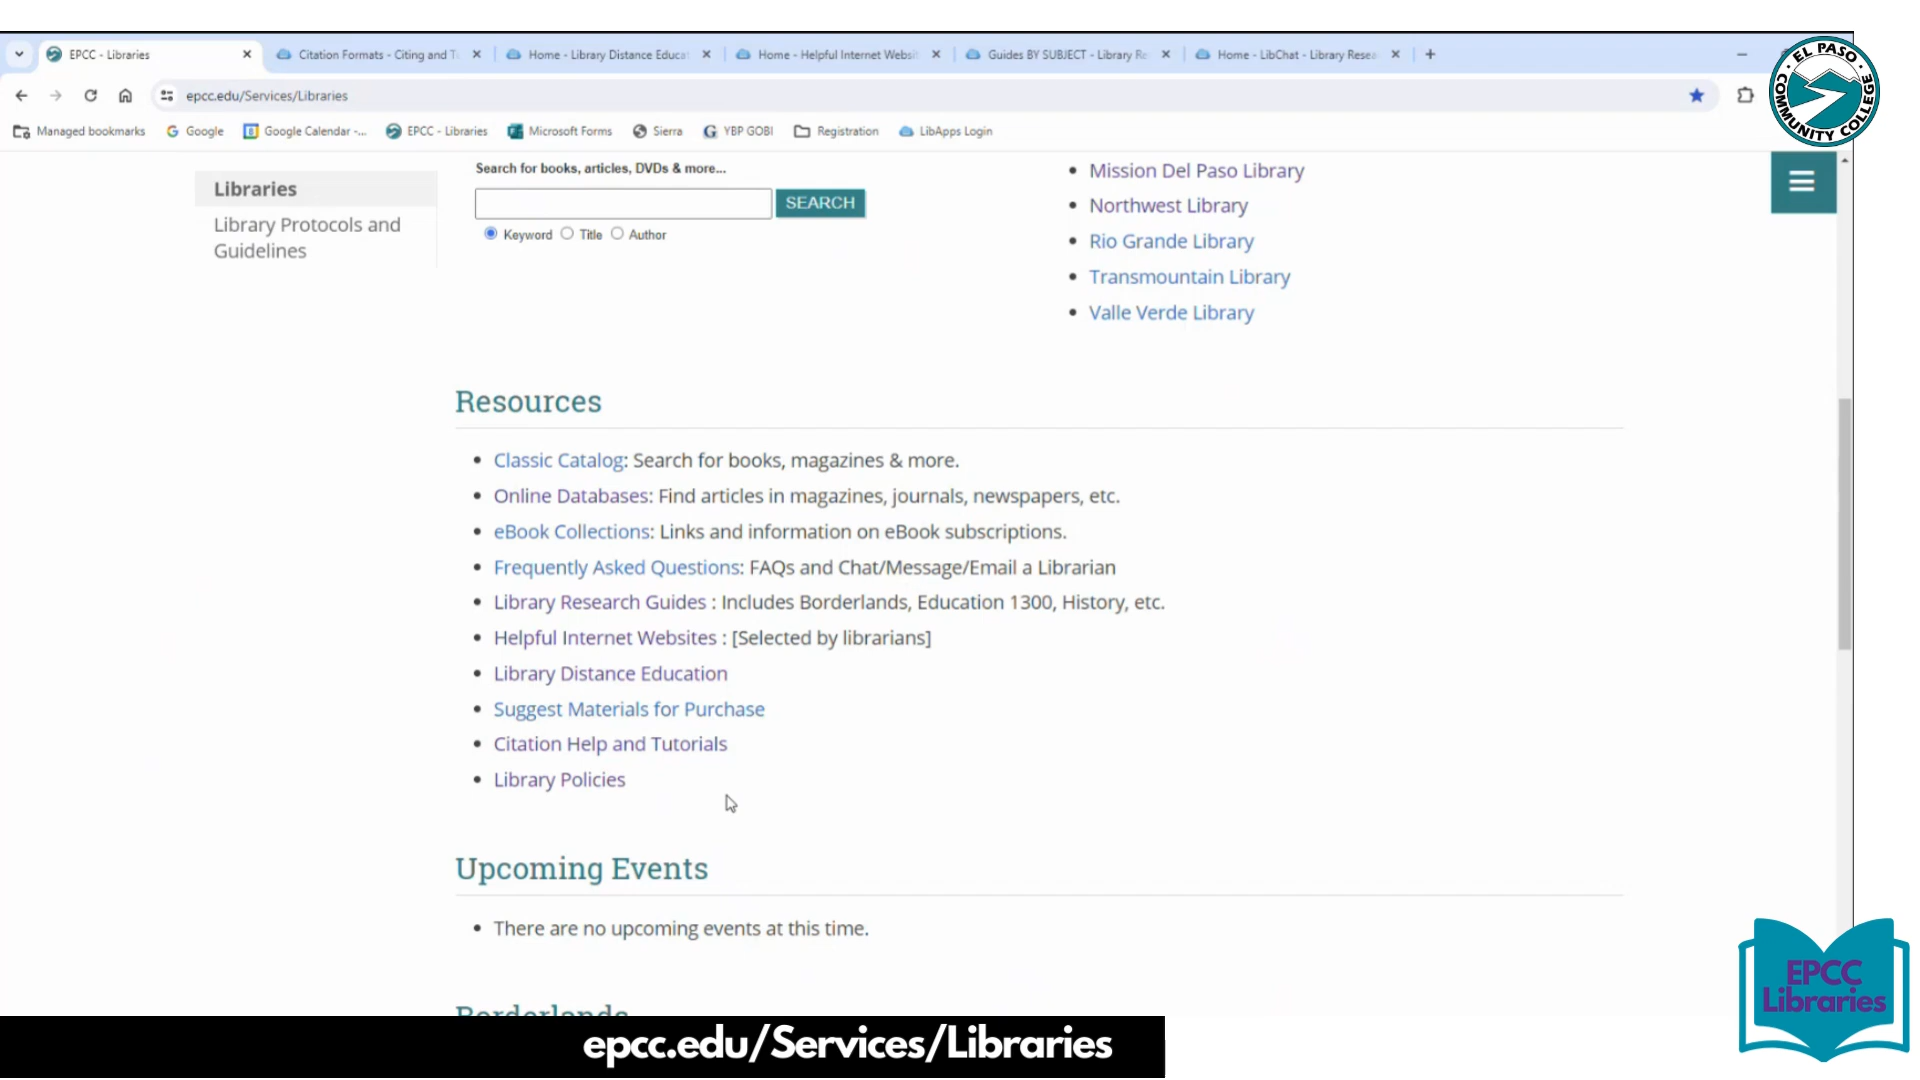 EPCC - Libraries
Citation Formats - Citing and T
Home - Library Distance Educat
Home - Helpful Internet Websit
Guides BY SUBJECT - Library Re
Home - LibChat - Library Resea
epcc.edu/Services/Libraries
Managed bookmarks
Google
Google Calendar -...
EPCC - Libraries
Microsoft Forms
Sierra
YBP GOBI
Registration
LibApps Login
EL PASO COMMUNITY COLLEGE
Libraries
Library Protocols and
Guidelines
Search for books, articles, DVDs & more...
SEARCH
Keyword Title Author
Mission Del Paso Library
Northwest Library
Rio Grande Library
Transmountain Library
Valle Verde Library
Resources
Classic Catalog: Search for books, magazines & more.
Online Databases: Find articles in magazines, journals, newspapers, etc.
eBook Collections: Links and information on eBook subscriptions.
Frequently Asked Questions: FAQs and Chat/Message/Email a Librarian
Library Research Guides : Includes Borderlands, Education 1300, History, etc.
Helpful Internet Websites : [Selected by librarians]
Library Distance Education
Suggest Materials for Purchase
Citation Help and Tutorials
Library Policies
Upcoming Events
There are no upcoming events at this time.
Borderlands
epcc.edu/Services/Libraries
EPCC
Libraries